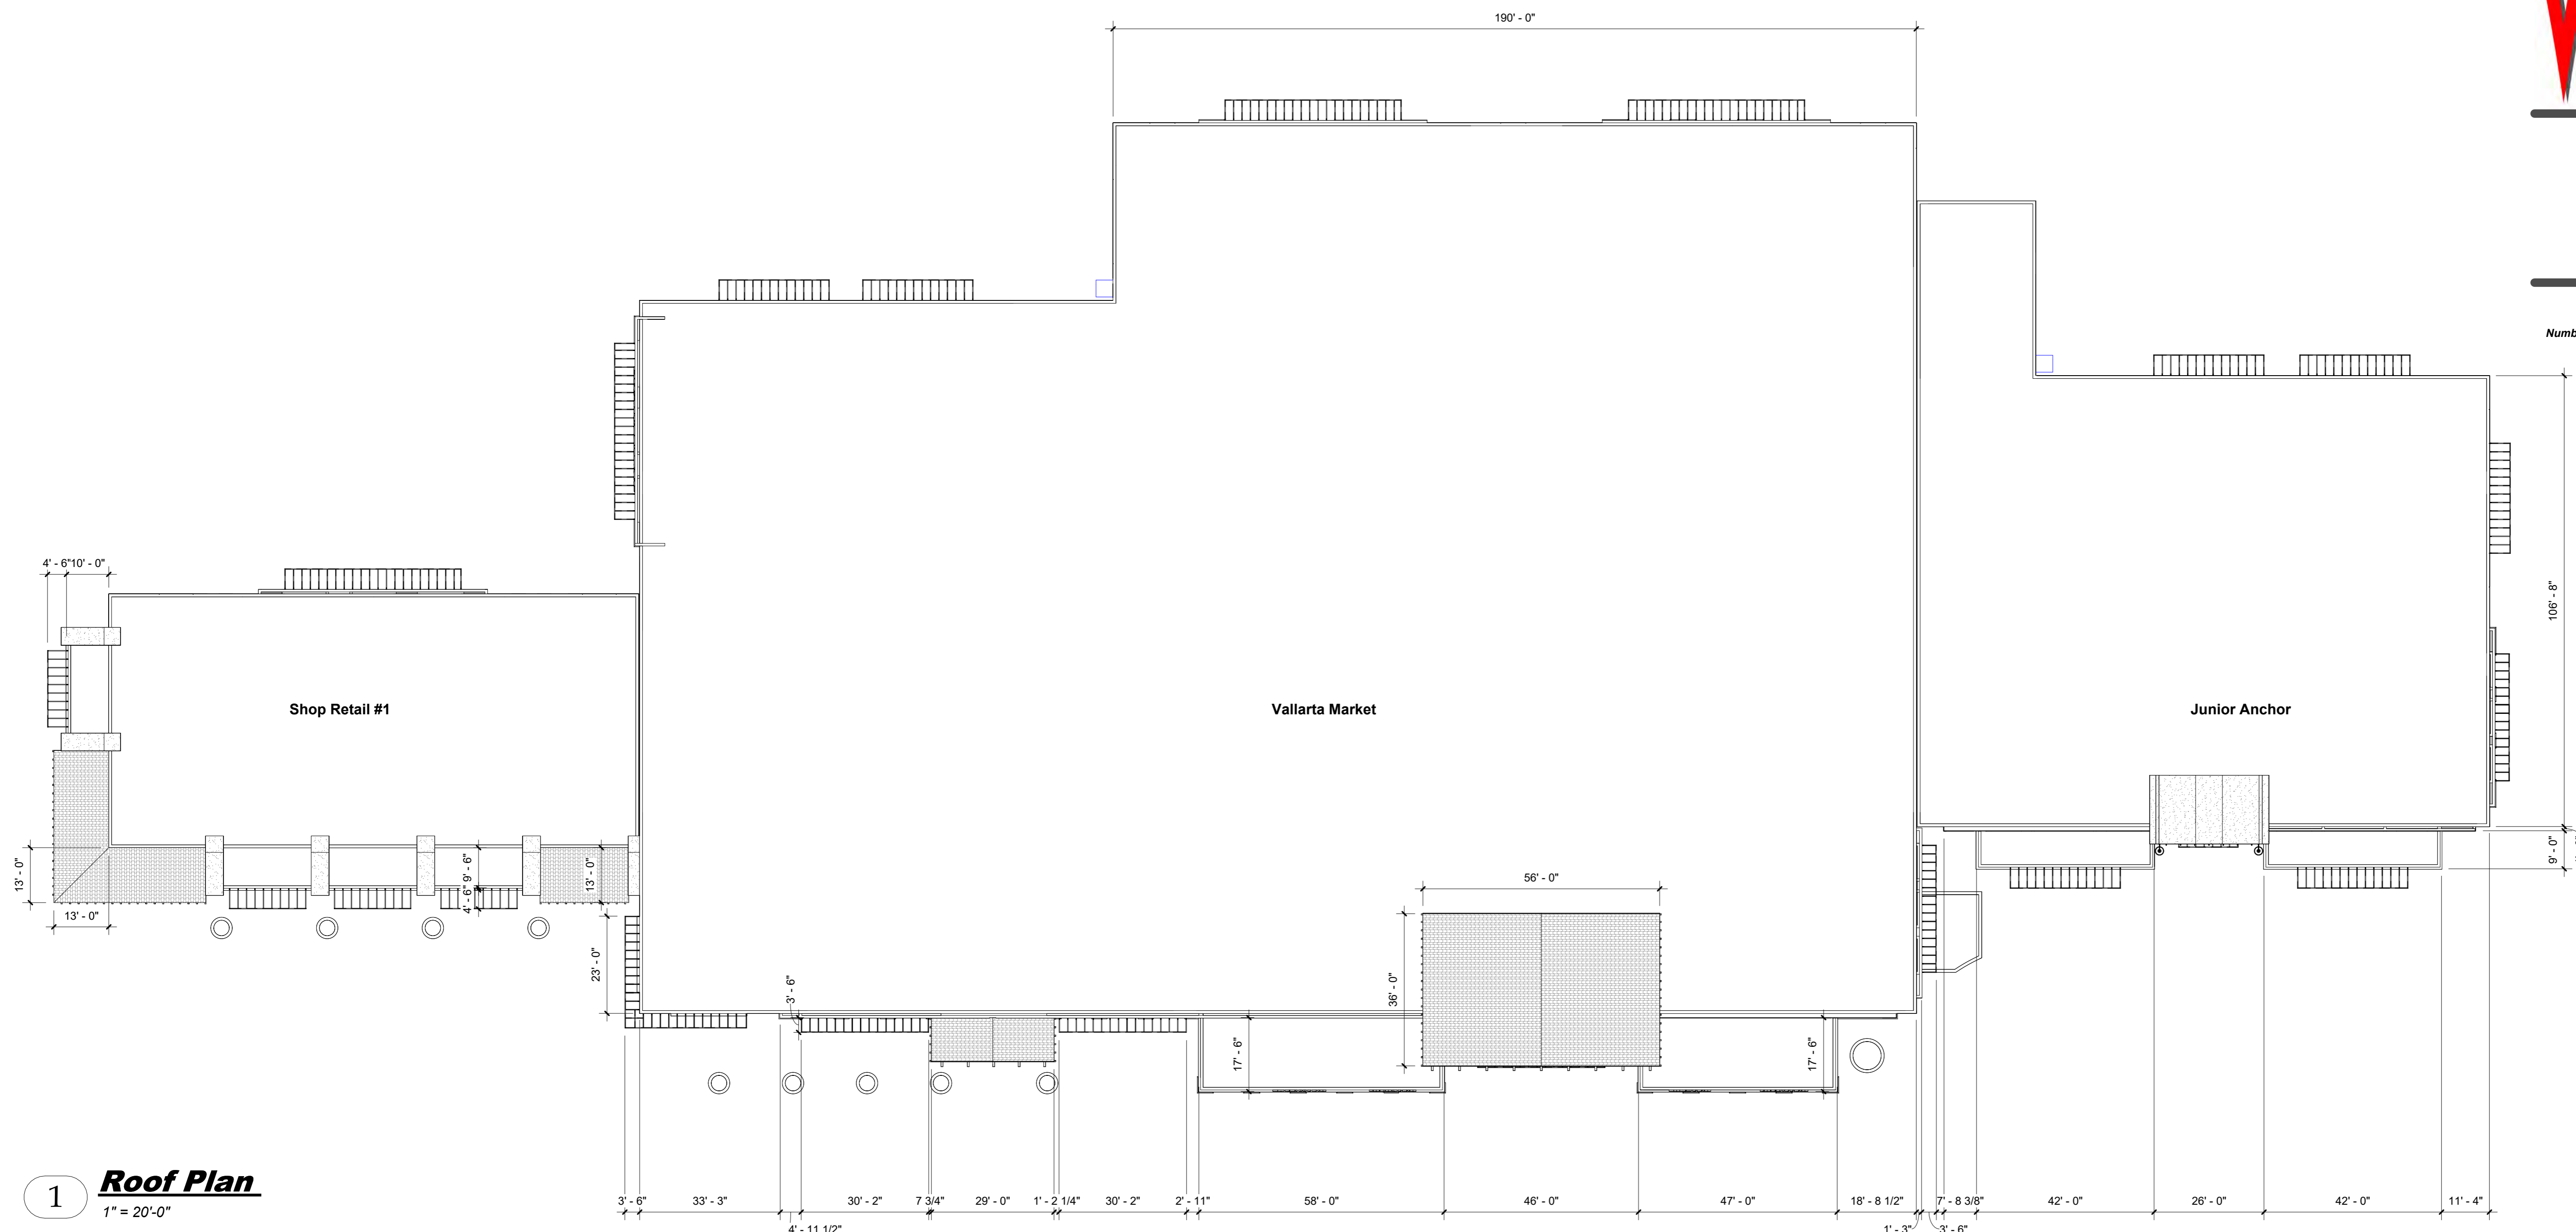 190' - 0"
Numb
4' - 6"
10' - 0"
106' - 8"
Shop Retail #1
Vallarta Market
Junior Anchor
13' - 0"
9' - 6"
4' - 6"
13' - 0"
13' - 0"
9' - 0"
56' - 0"
23' - 0"
3' - 6"
36' - 0"
17' - 6"
17' - 6"
1
Roof Plan
1" = 20'-0"
3' - 6"
33' - 3"
30' - 2"
7 3/4"
29' - 0"
1' - 2 1/4"
30' - 2"
2' - 11"
58' - 0"
46' - 0"
47' - 0"
18' - 8 1/2"
7' - 8 3/8"
42' - 0"
26' - 0"
42' - 0"
11' - 4"
4' - 11 1/2"
1' - 3"
3' - 6"